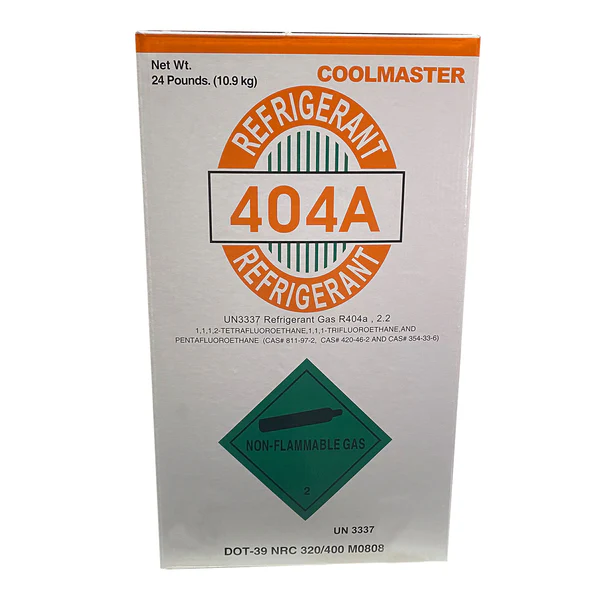 Net Wt.
24 Pounds. (10.9 kg)
COOLMASTER
REFRIGERANT
404A
REFRIGERANT
UN3337 Refrigerant Gas R404a , 2.2
1,1,1,2-TETRAFLUOROETHANE,1,1,1-TRIFLUOROETHANE,AND
PENTAFLUOROETHANE (CAS# 811-97-2, CAS# 420-46-2 AND CAS# 354-33-6)
NON-FLAMMABLE GAS
2
UN 3337
DOT-39 NRC 320/400 M0808